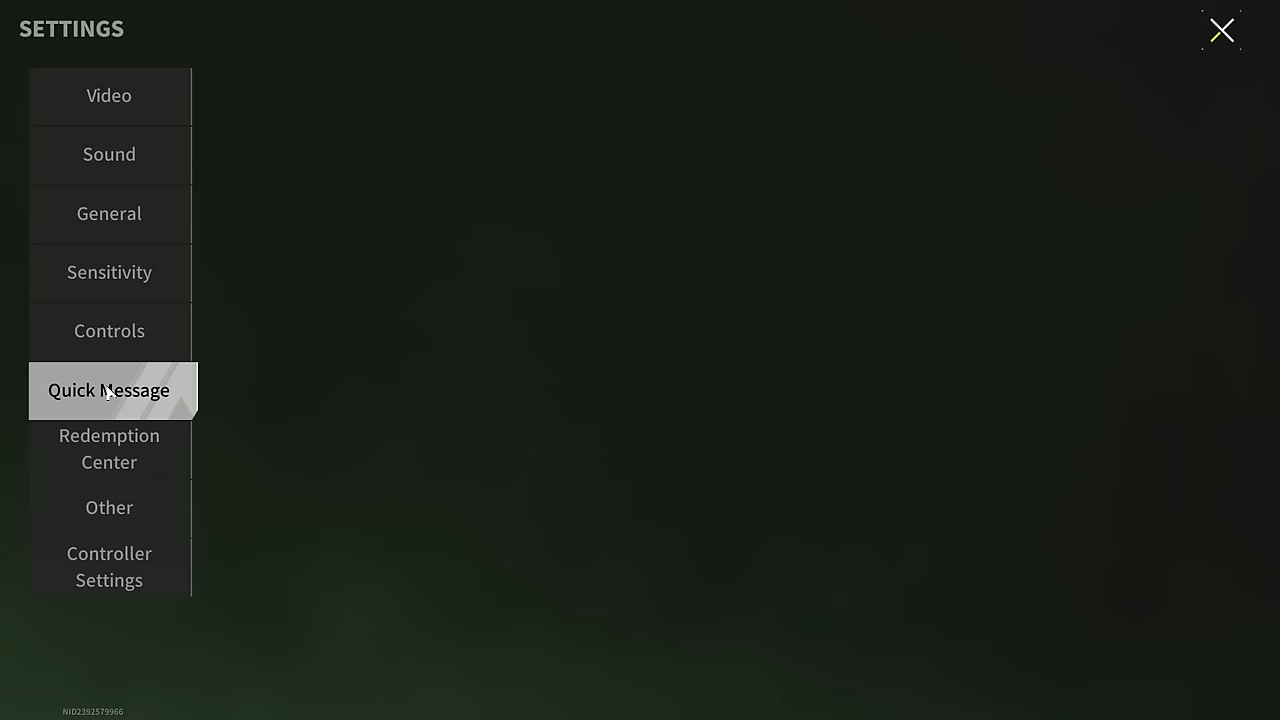 SETTINGS
Video
Sound
General
Sensitivity
Controls
Quick Message
Redemption
Center
Other
Controller
Settings
NID2392579966